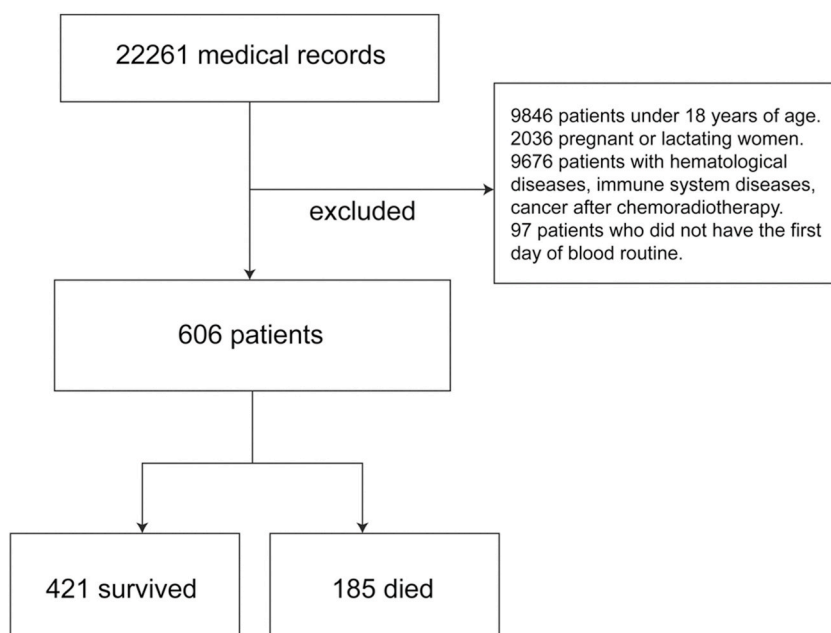 22261 medical records
9846 patients under 18 years of age.
2036 pregnant or lactating women.
9676 patients with hematological
diseases, immune system diseases,
cancer after chemoradiotherapy.
97 patients who did not have the first
day of blood routine.
excluded
606 patients
421 survived
185 died